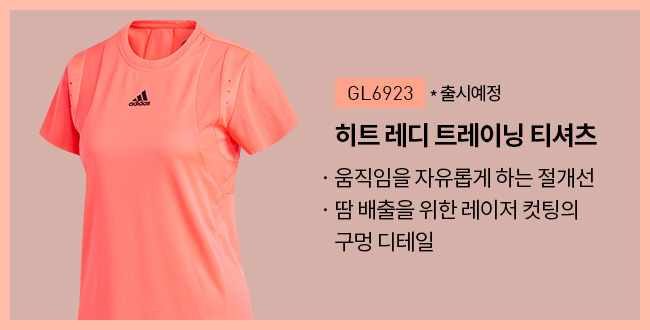 adidas
GL6923 * 출시예정
히트 레디 트레이닝 티셔츠
· 움직임을 자유롭게 하는 절개선
· 땀 배출을 위한 레이저 컷팅의
구멍 디테일